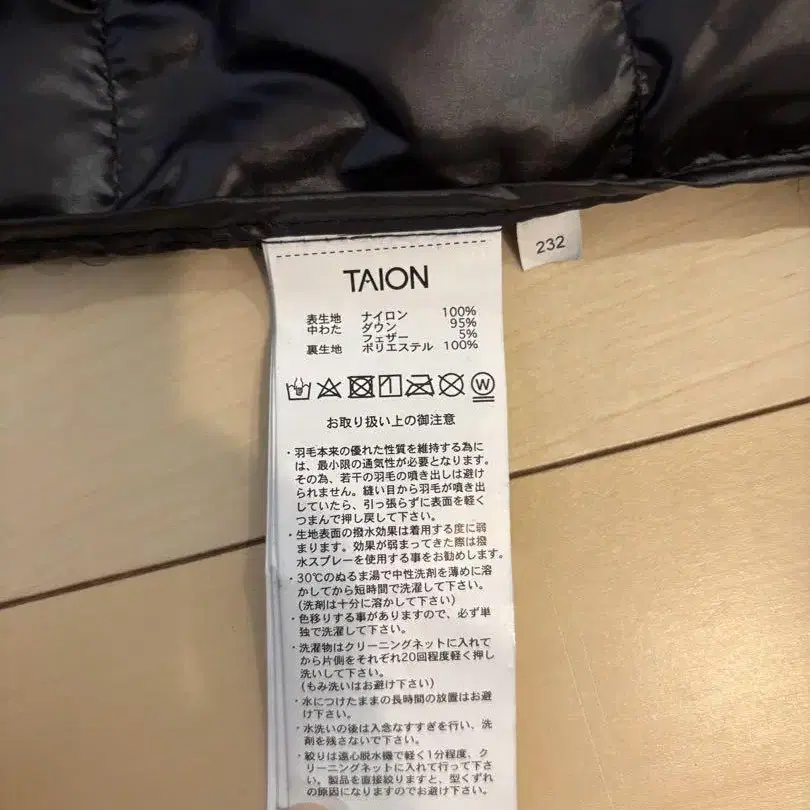 232
TAION
表生地 ナイロン 100%
中わた ダウン 95%
フェザー 5%
裏生地 ポリエステル 100%
W
お取り扱い上の御注意
・羽毛本来の優れた性質を維持する為に
は、最小限の通気性が必要となります。
その為、若干の羽毛の噴き出しは避け
られません。縫い目から羽毛が噴き出
していたら、引っ張らずに表面を軽く
つまんで押し戻して下さい。
・生地表面の撥水効果は着用する度に弱
まります。効果が弱まってきた際は撥
水スプレーを使用する事をお勧めします。
・30℃のぬるま湯で中性洗剤を薄めに溶
かしてから短時間で洗濯して下さい。
(洗剤は十分に溶かして下さい)
・色移りする事がありますので、必ず単
独で洗濯して下さい。
・洗濯物はクリーニングネットに入れて
から片側をそれぞれ20回程度軽く押し
洗いして下さい。
(もみ洗いはお避け下さい)
・水につけたままの長時間の放置はお避
け下さい。
・水洗いの後は入念なすすぎを行い、洗
剤を残さないで下さい。
・絞りは遠心脱水機で軽く1分程度、ク
リーニングネットに入れて行って下さ
い。製品を直接絞りますと、型くずれ
の原因になりますのでお避け下さい。